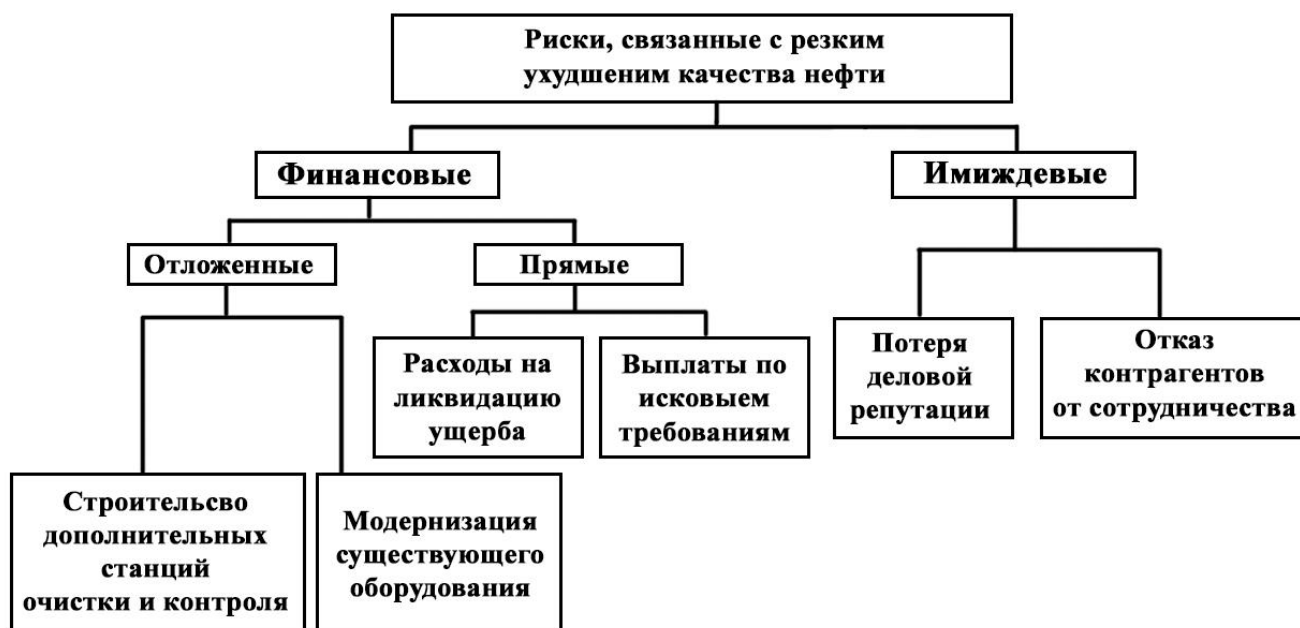 Риски, связанные с резким
ухудшеним качества нефти
Финансовые
Имиждевые
Отложенные
Прямые
Расходы на
ликвидацию
ущерба
Выплаты по
исковыем
требованиям
Потеря
деловой
репутации
Отказ
контрагентов
от сотрудничества
Строительсво
дополнительных
станций
очистки и контроля
Модернизация
существующего
оборудования